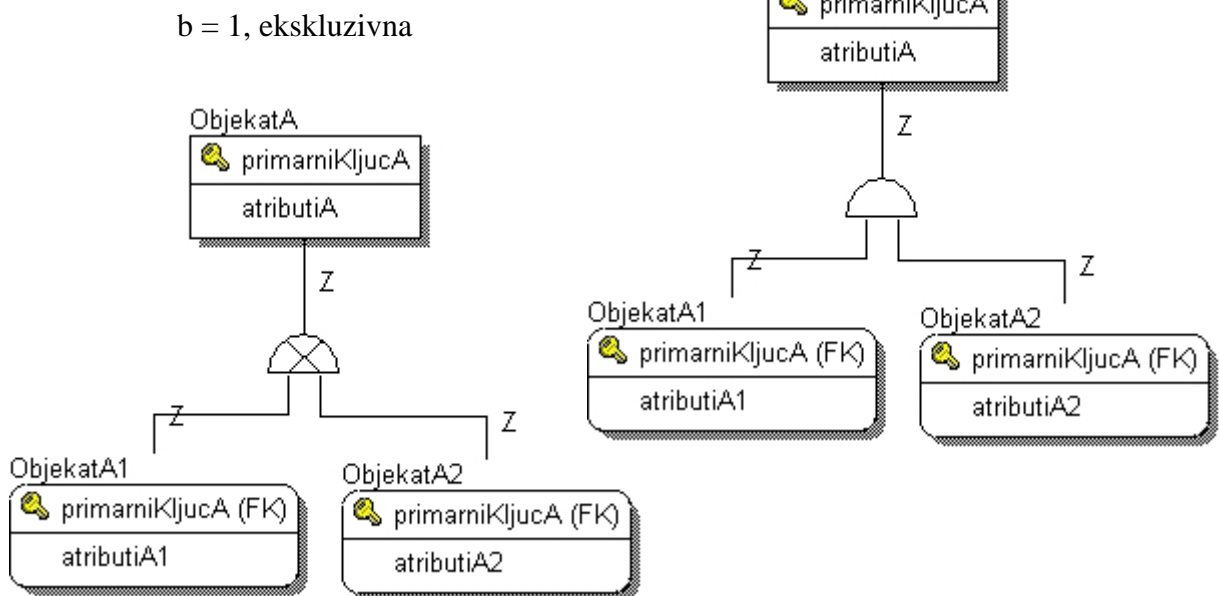 b = 1, ekskluzivna
ObjekatA
primarniKljucA
atributiA
Z
Z
Z
ObjekatA1
primarniKljucA (FK)
atributiA1
ObjekatA2
primarniKljucA (FK)
atributiA2
primarniKljucA
atributiA
Z
Z
Z
ObjekatA1
primarniKljucA (FK)
atributiA1
ObjekatA2
primarniKljucA (FK)
atributiA2